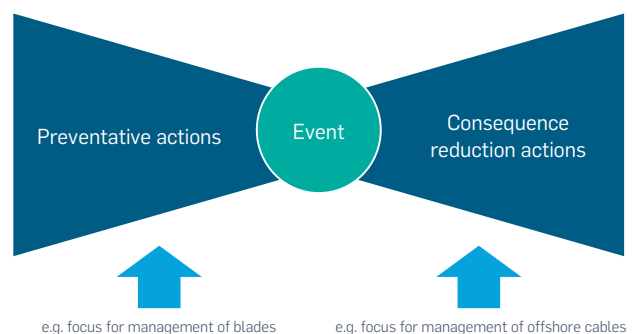 Preventative actions
Event
Consequence
reduction actions
e.g. focus for management of blades
e.g. focus for management of offshore cables